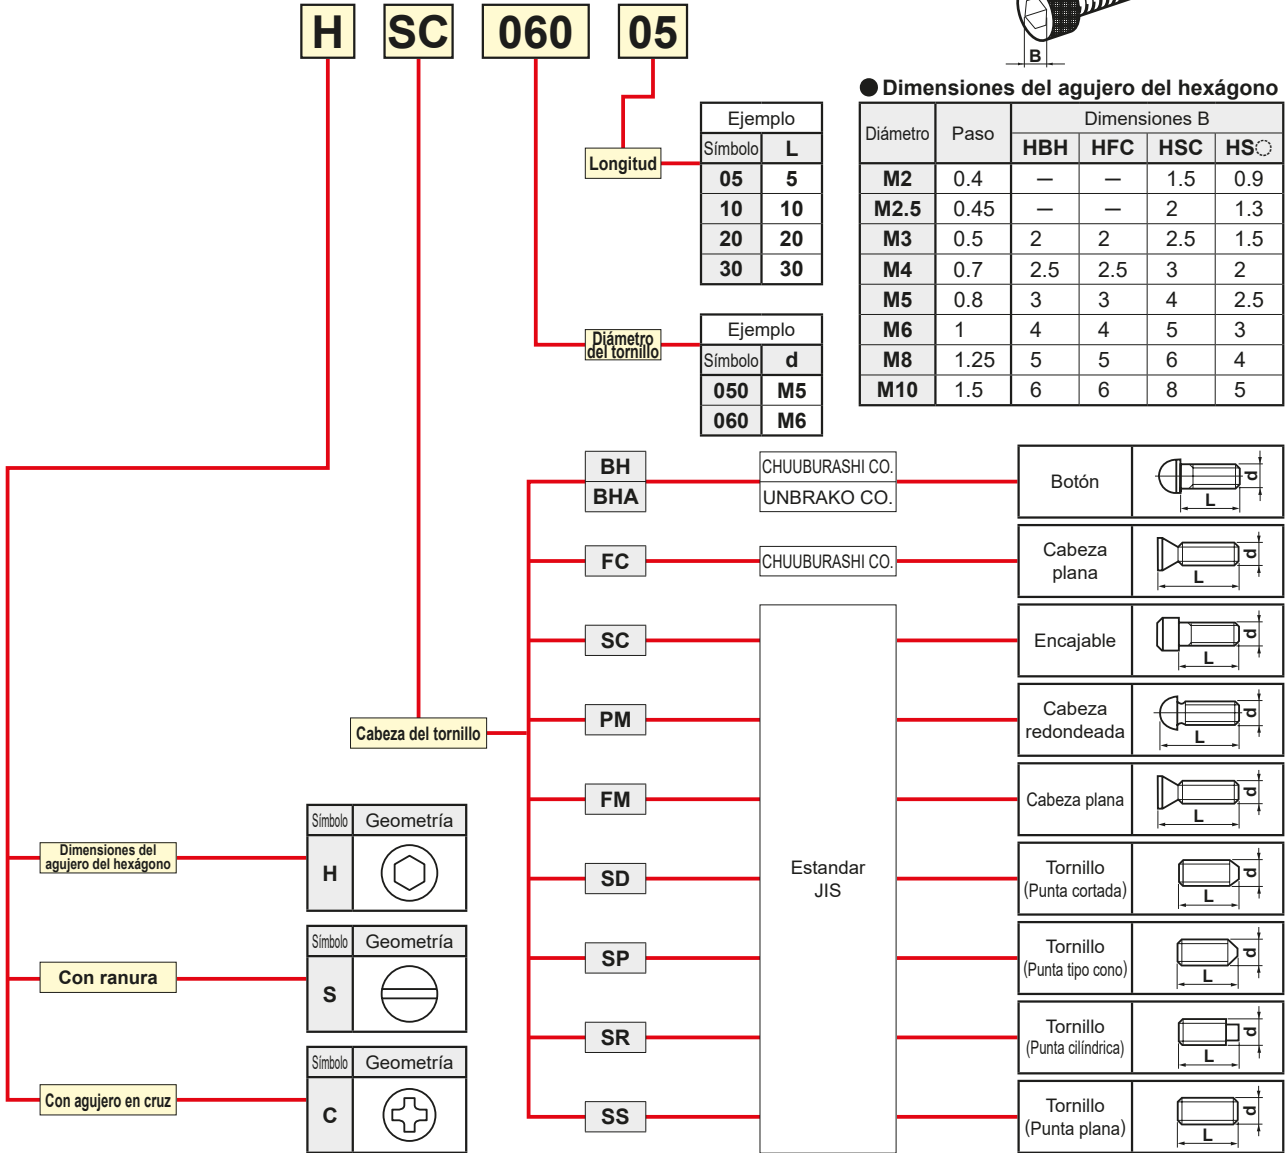 H SC 060 05
B
● Dimensiones del agujero del hexágono
Diámetro Paso Dimensiones B
HBH HFC HSC HS◌
M2 0.4 — — 1.5 0.9
M2.5 0.45 — — 2 1.3
M3 0.5 2 2 2.5 1.5
M4 0.7 2.5 2.5 3 2
M5 0.8 3 3 4 2.5
M6 1 4 4 5 3
M8 1.25 5 5 6 4
M10 1.5 6 6 8 5
Longitud
Ejemplo
Símbolo L
05 5
10 10
20 20
30 30
Diámetro
del tornillo
Ejemplo
Símbolo d
050 M5
060 M6
Cabeza del tornillo
BH CHUUBURASHI CO.
BHA UNBRAKO CO.
Botón
d
L
FC CHUUBURASHI CO.
Cabeza
plana
d
L
SC
Encajable
d
L
PM
Cabeza
redondeada
d
L
FM
Cabeza plana
d
L
SD
Estandar
JIS
Tornillo
(Punta cortada)
d
L
SP
Tornillo
(Punta tipo cono)
d
L
SR
Tornillo
(Punta cilíndrica)
d
L
SS
Tornillo
(Punta plana)
d
L
Dimensiones del
agujero del hexágono
Símbolo Geometría
H
Con ranura
Símbolo Geometría
S
Con agujero en cruz
Símbolo Geometría
C